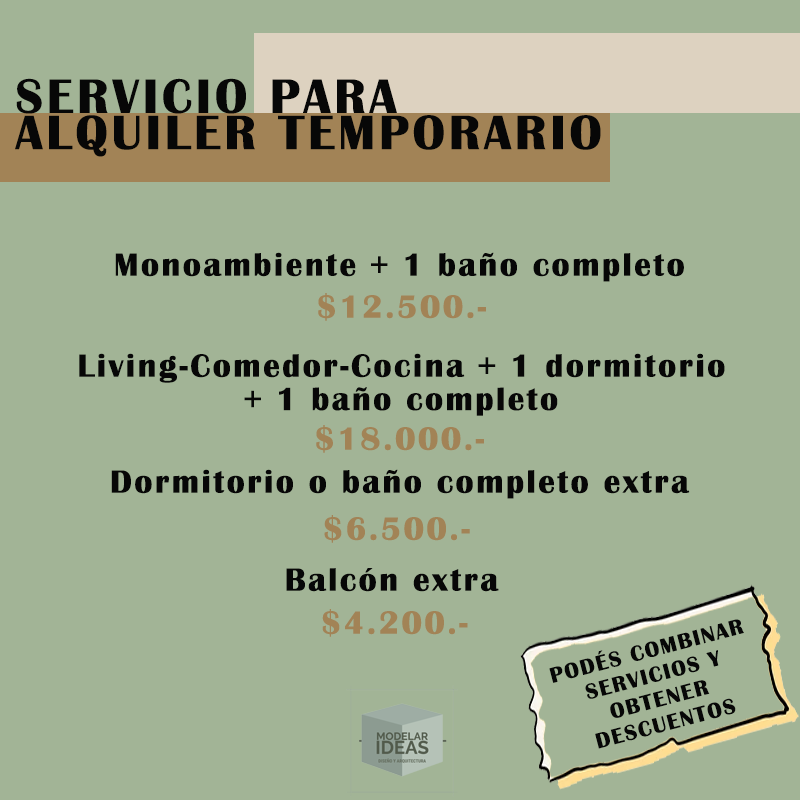 SERVICIO PARA
ALQUILER TEMPORARIO
Monoambiente + 1 baño completo
$12.500.-
Living-Comedor-Cocina + 1 dormitorio
+ 1 baño completo
$18.000.-
Dormitorio o baño completo extra
$6.500.-
Balcón extra
$4.200.-
PODÉS COMBINAR
SERVICIOS Y
OBTENER
DESCUENTOS
MODELAR
IDEAS
DISEÑO Y ARQUITECTURA